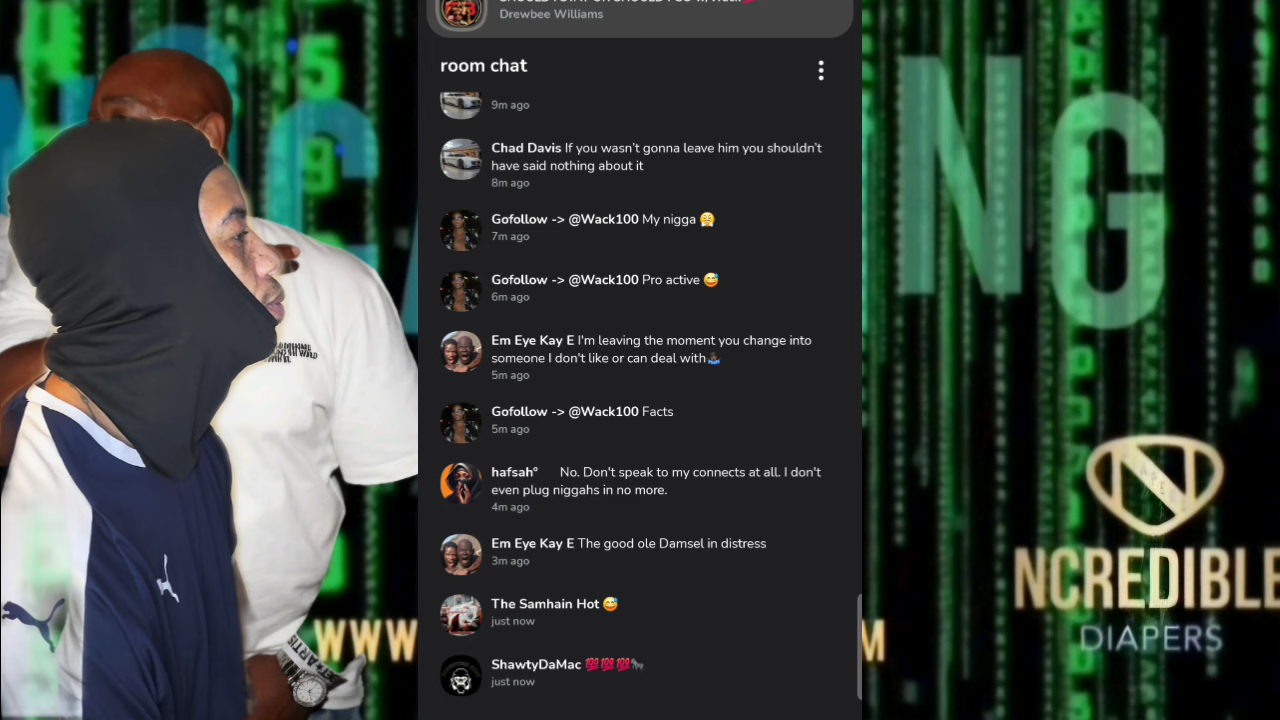 Drewbee Williams
room chat
9m ago
Chad Davis If you wasn't gonna leave him you shouldn't
have said nothing about it
8m ago
Gofollow -> @Wack100 My nigga 😤
7m ago
Gofollow -> @Wack100 Pro active 😅
6m ago
Em Eye Kay E I'm leaving the moment you change into
someone I don't like or can deal with🤷🏿‍♂️
5m ago
Gofollow -> @Wack100 Facts
5m ago
hafsah° No. Don't speak to my connects at all. I don't
even plug niggahs in no more.
4m ago
Em Eye Kay E The good ole Damsel in distress
3m ago
The Samhain Hot 😅
just now
ShawtyDaMac 💯💯💯🐂
just now
NG
WWW
M
NCREDIBLE
DIAPERS